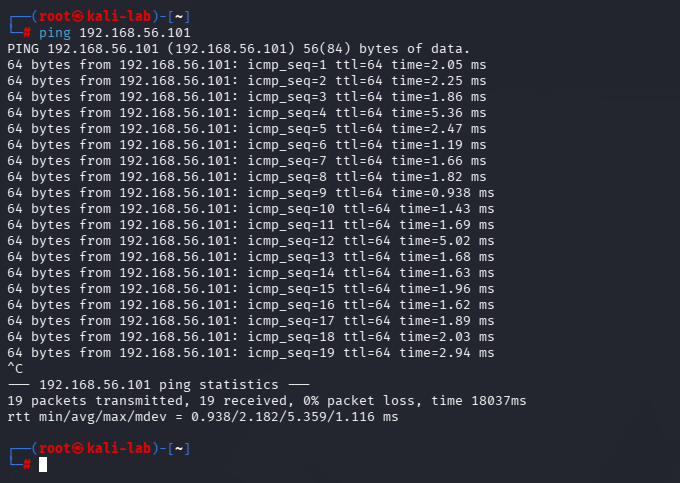 ┌──(root㉿kali-lab)-[~]
└─# ping 192.168.56.101
PING 192.168.56.101 (192.168.56.101) 56(84) bytes of data.
64 bytes from 192.168.56.101: icmp_seq=1 ttl=64 time=2.05 ms
64 bytes from 192.168.56.101: icmp_seq=2 ttl=64 time=2.25 ms
64 bytes from 192.168.56.101: icmp_seq=3 ttl=64 time=1.86 ms
64 bytes from 192.168.56.101: icmp_seq=4 ttl=64 time=5.36 ms
64 bytes from 192.168.56.101: icmp_seq=5 ttl=64 time=2.47 ms
64 bytes from 192.168.56.101: icmp_seq=6 ttl=64 time=1.19 ms
64 bytes from 192.168.56.101: icmp_seq=7 ttl=64 time=1.66 ms
64 bytes from 192.168.56.101: icmp_seq=8 ttl=64 time=1.82 ms
64 bytes from 192.168.56.101: icmp_seq=9 ttl=64 time=0.938 ms
64 bytes from 192.168.56.101: icmp_seq=10 ttl=64 time=1.43 ms
64 bytes from 192.168.56.101: icmp_seq=11 ttl=64 time=1.69 ms
64 bytes from 192.168.56.101: icmp_seq=12 ttl=64 time=5.02 ms
64 bytes from 192.168.56.101: icmp_seq=13 ttl=64 time=1.68 ms
64 bytes from 192.168.56.101: icmp_seq=14 ttl=64 time=1.63 ms
64 bytes from 192.168.56.101: icmp_seq=15 ttl=64 time=1.96 ms
64 bytes from 192.168.56.101: icmp_seq=16 ttl=64 time=1.62 ms
64 bytes from 192.168.56.101: icmp_seq=17 ttl=64 time=1.89 ms
64 bytes from 192.168.56.101: icmp_seq=18 ttl=64 time=2.03 ms
64 bytes from 192.168.56.101: icmp_seq=19 ttl=64 time=2.94 ms
^C
--- 192.168.56.101 ping statistics ---
19 packets transmitted, 19 received, 0% packet loss, time 18037ms
rtt min/avg/max/mdev = 0.938/2.182/5.359/1.116 ms
┌──(root㉿kali-lab)-[~]
└─#